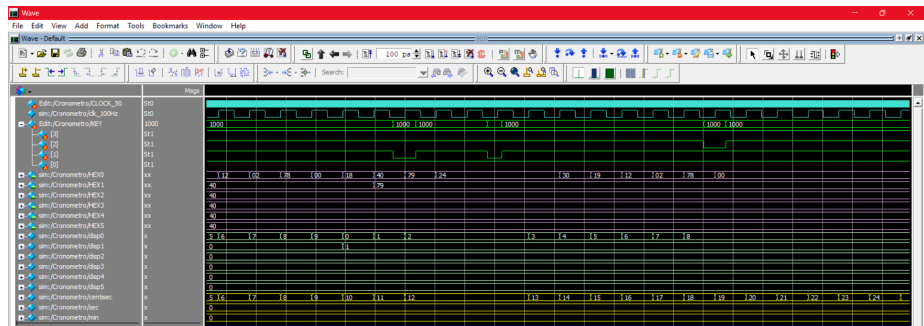 Wave
File Edit View Add Format Tools Bookmarks Window Help
Wave - Default
100 ps
Search:
Msgs
Edit:/Cronometro/CLOCK_50 St0
sim:/Cronometro/clk_100Hz St0
Edit:/Cronometro/KEY 1000 1000 1000 1000 1000 1000 1000
[3] St1
[2] St1
[1] St1
[0] St1
sim:/Cronometro/HEX0 xx 12 02 78 00 18 40 79 24 30 19 12 02 78 00
sim:/Cronometro/HEX1 xx 40 79
sim:/Cronometro/HEX2 xx 40
sim:/Cronometro/HEX3 xx 40
sim:/Cronometro/HEX4 xx 40
sim:/Cronometro/HEX5 xx 40
sim:/Cronometro/disp0 x 5 6 7 8 9 0 1 2 3 4 5 6 7 8
sim:/Cronometro/disp1 x 0 1
sim:/Cronometro/disp2 x 0
sim:/Cronometro/disp3 x 0
sim:/Cronometro/disp4 x 0
sim:/Cronometro/disp5 x 0
sim:/Cronometro/centisec x 5 6 7 8 9 10 11 12 13 14 15 16 17 18 19 20 21 22 23 24
sim:/Cronometro/sec x 0
sim:/Cronometro/min x 0